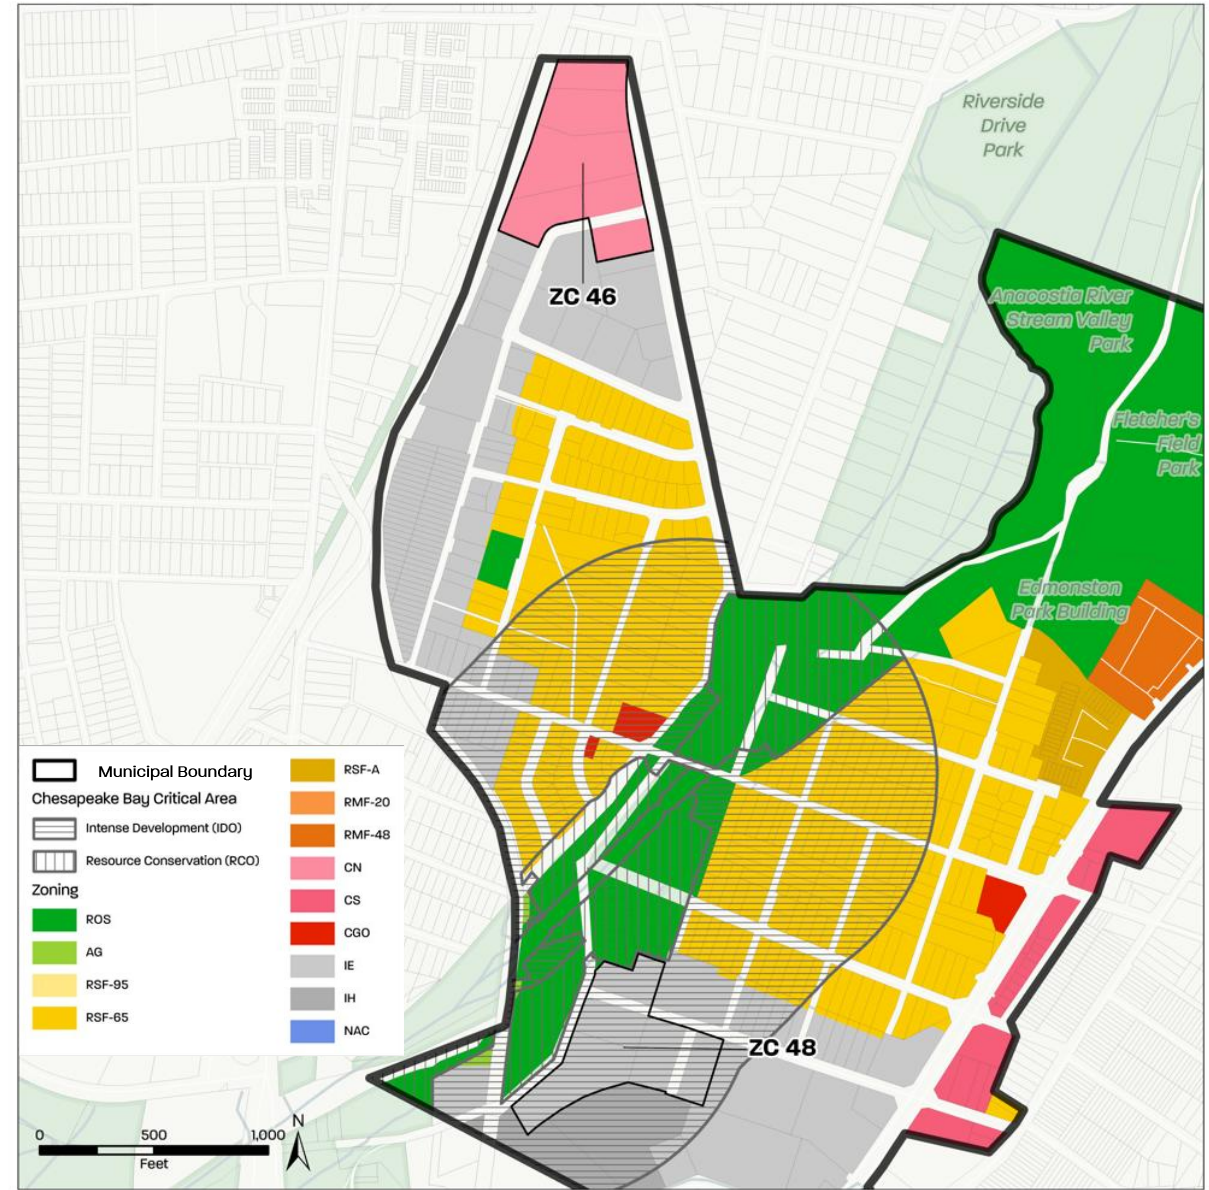 Riverside
Drive
Park
Anacostia River
Stream Valley
Park
ZC 46
Fletcher's
Field
Park
Edmonston
Park Building
ZC 48
Municipal Boundary
Chesapeake Bay Critical Area
Intense Development (IDO)
Resource Conservation (RCO)
Zoning
ROS
AG
RSF-95
RSF-65
RSF-A
RMF-20
RMF-48
CN
CS
CGO
IE
IH
NAC
0 500 1,000
Feet
N